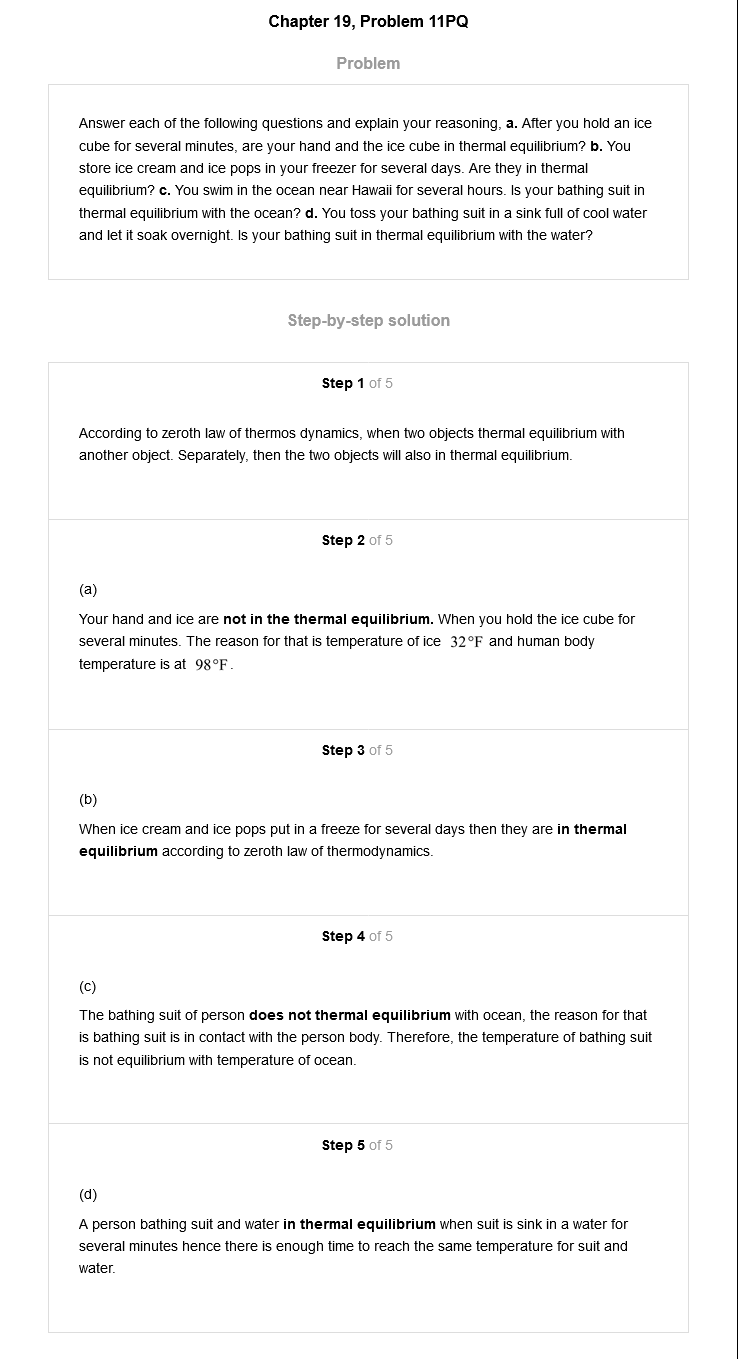 Chapter 19, Problem 11PQ
Problem
Answer each of the following questions and explain your reasoning, a. After you hold an ice
cube for several minutes, are your hand and the ice cube in thermal equilibrium? b. You
store ice cream and ice pops in your freezer for several days. Are they in thermal
equilibrium? c. You swim in the ocean near Hawaii for several hours. Is your bathing suit in
thermal equilibrium with the ocean? d. You toss your bathing suit in a sink full of cool water
and let it soak overnight. Is your bathing suit in thermal equilibrium with the water?
Step-by-step solution
Step 1 of 5
According to zeroth law of thermos dynamics, when two objects thermal equilibrium with
another object. Separately, then the two objects will also in thermal equilibrium.
Step 2 of 5
(a)
Your hand and ice are not in the thermal equilibrium. When you hold the ice cube for
several minutes. The reason for that is temperature of ice 32°F and human body
temperature is at 98°F.
Step 3 of 5
(b)
When ice cream and ice pops put in a freeze for several days then they are in thermal
equilibrium according to zeroth law of thermodynamics.
Step 4 of 5
(c)
The bathing suit of person does not thermal equilibrium with ocean, the reason for that
is bathing suit is in contact with the person body. Therefore, the temperature of bathing suit
is not equilibrium with temperature of ocean.
Step 5 of 5
(d)
A person bathing suit and water in thermal equilibrium when suit is sink in a water for
several minutes hence there is enough time to reach the same temperature for suit and
water.